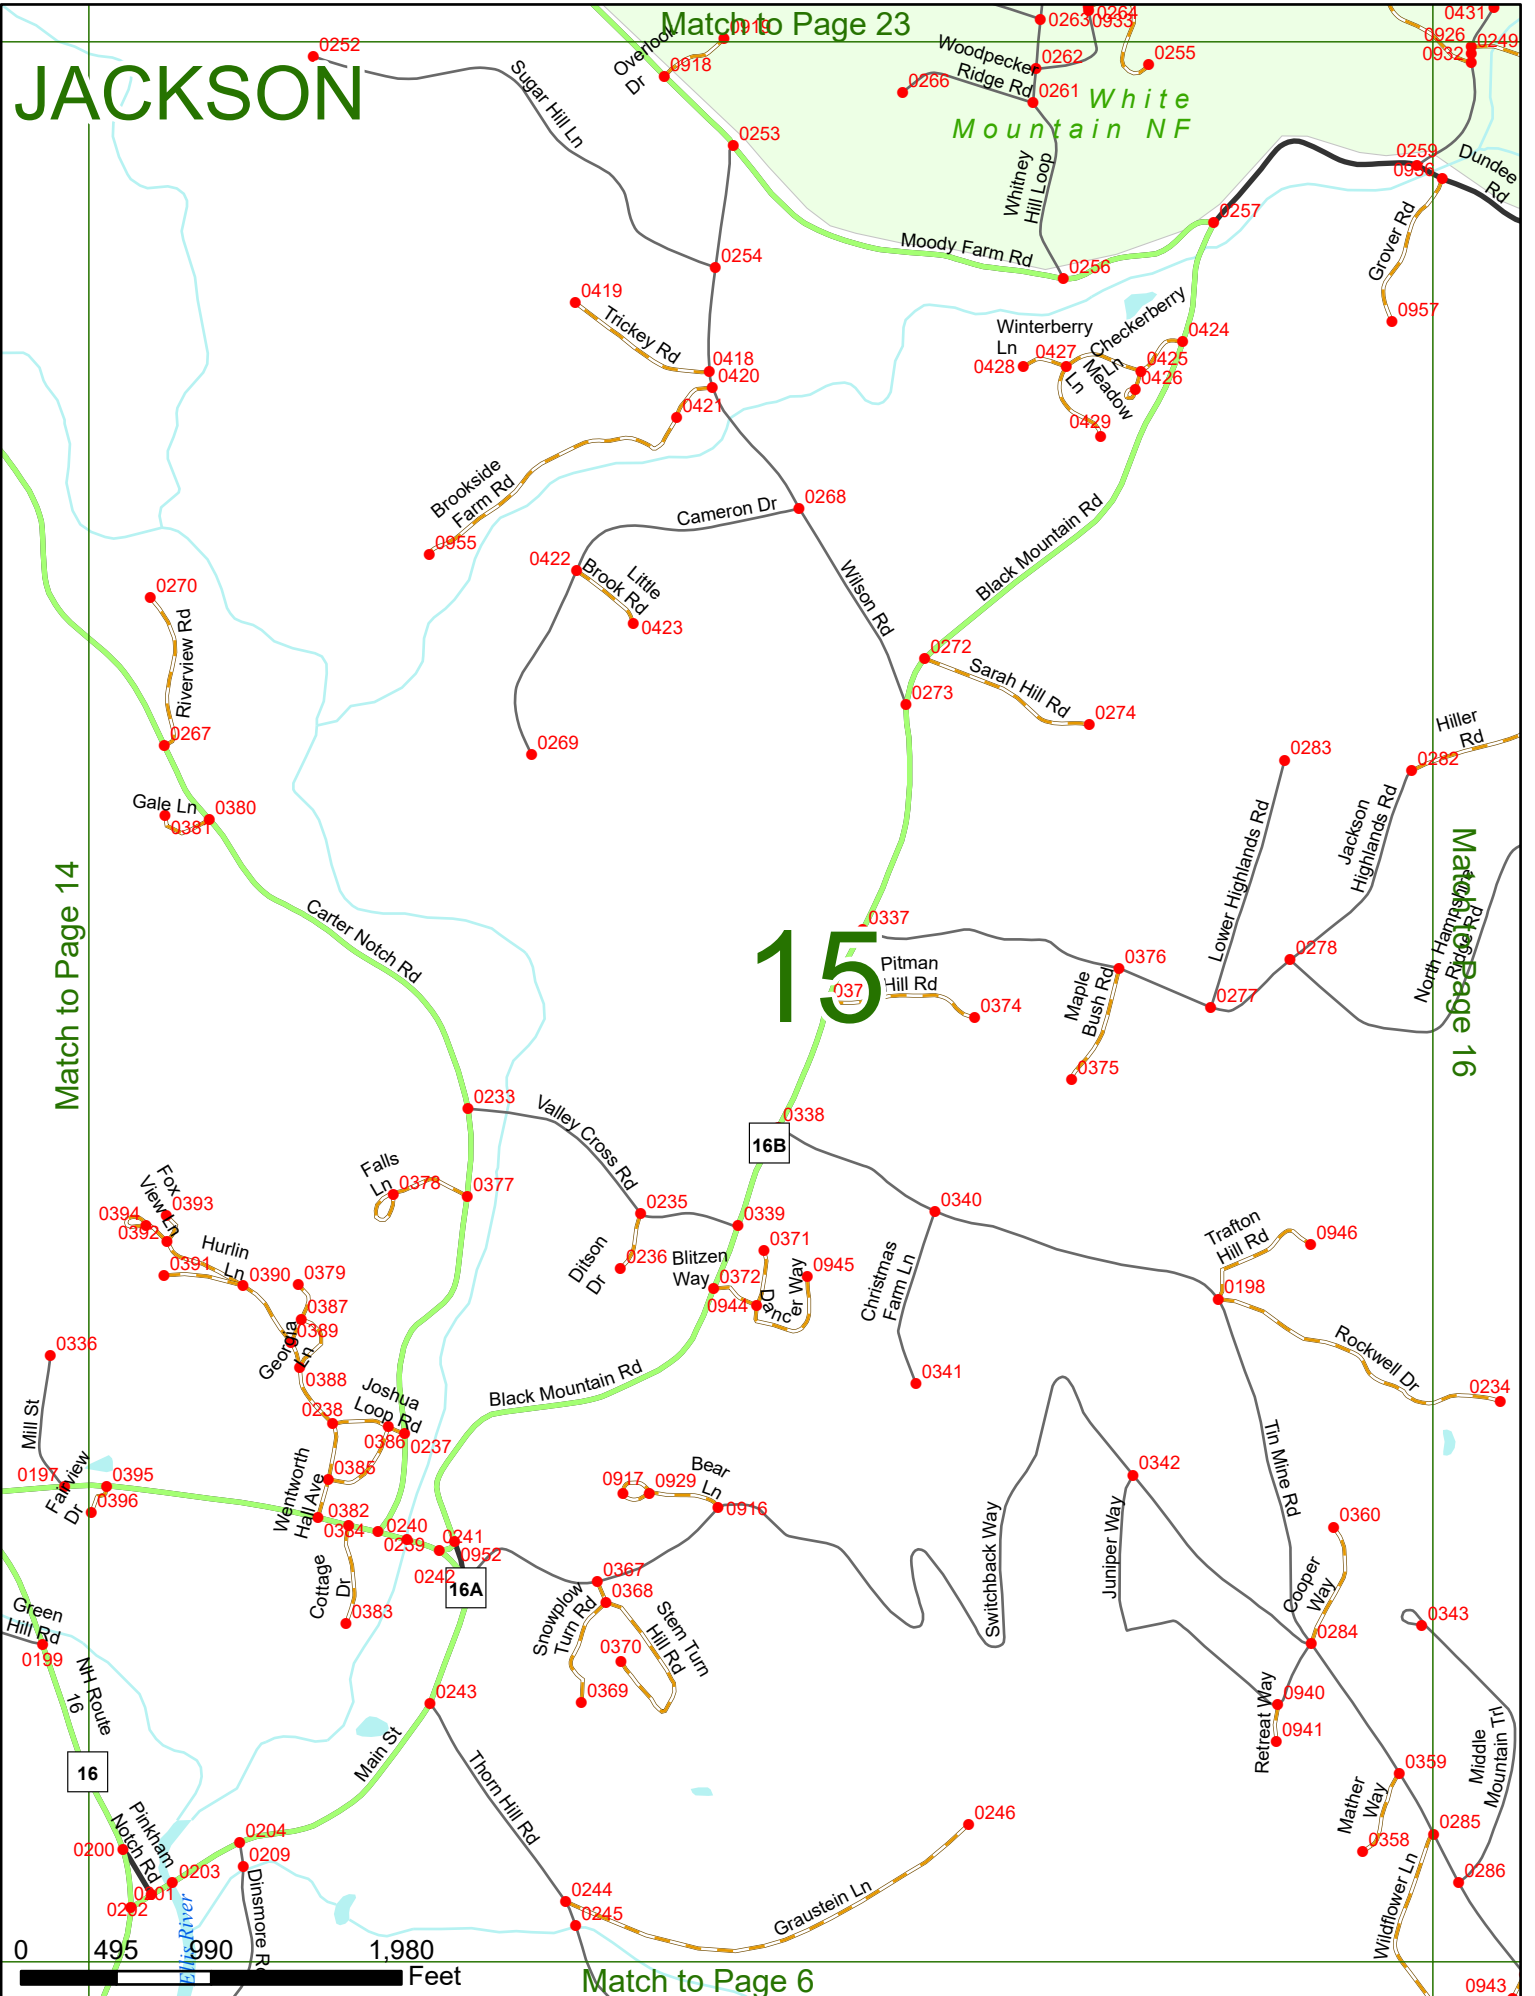 Match to Page 23
JACKSON
0252
0919
0918
Overlook
Dr
Sugar Hill Ln
0263
0264
0933
0262
Woodpecker
Ridge Rd
0266
0261
0255
White
Mountain NF
0431
0926
0249
0932
0253
0259
Dundee
Rd
Whitney
Hill Loop
0257
Grover Rd
0254
Moody Farm Rd
0256
0957
0419
Trickey Rd
0418
0420
0421
Winterberry
Ln
Checkerberry
Ln
0424
0428
0427
0425
0426
Ln
Meadow
0429
Brookside
Farm Rd
0955
Cameron Dr
0268
0422
Little
Brook Rd
0423
Wilson Rd
Black Mountain Rd
0270
Riverview Rd
0267
0272
Sarah Hill Rd
0273
0274
0269
0283
Hiller
Rd
0282
Gale Ln
0380
0381
Lower Highlands Rd
Jackson
Highlands Rd
Match to Page 14
Match to Page 16
North Hampshire
Ridge Rd
Carter Notch Rd
0337
15
Pitman
Hill Rd
037
0374
Maple
Bush Rd
0376
0277
0278
0375
0233
Valley Cross Rd
0338
16B
Falls
Ln
0378
0377
Fox
View Ln
0393
0394
0392
Hurlin
Ln
0391
0390
0379
0387
0389
Georgia
Ln
0388
0235
0236
Ditson
Dr
0339
0371
Blitzen
Way
0372
0944
0945
Danc
er Way
0340
Christmas
Farm Ln
0341
Trafton
Hill Rd
0946
0198
Rockwell Dr
0234
0336
Mill St
Joshua
Loop Rd
0238
0386
0237
Black Mountain Rd
0197
Fairview
Dr
0395
0396
Wentworth
Hall Ave
0385
0382
0384
0240
0239
0241
0952
0242
16A
Cottage
Dr
0383
0917
0929
Bear
Ln
0916
0367
0368
Snowplow
Turn Rd
0370
Stem Turn
Hill Rd
0369
Switchback Way
0342
Juniper Way
Tin Mine Rd
0360
Cooper
Way
0284
0343
0940
0941
Retreat Way
Middle
Mountain Trl
Green
Hill Rd
0199
NH Route
16
16
0243
Main St
Thorn Hill Rd
0359
Mather
Way
0358
0285
0286
Wildflower Ln
Pinkham
Notch Rd
0200
0201
0202
0203
0204
0209
Dinsmore Rd
Ellis River
0244
0245
Graustein Ln
0246
0943
0
495
990
1,980
Feet
Match to Page 6